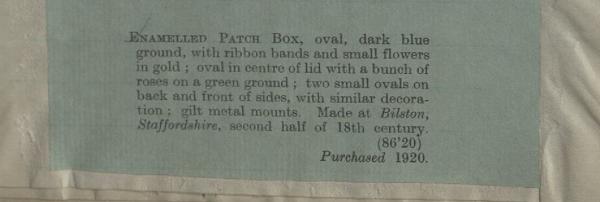 Enamelled Patch Box, oval, dark blue
ground, with ribbon bands and small flowers
in gold ; oval in centre of lid with a bunch of
roses on a green ground ; two small ovals on
back and front of sides, with similar decora-
tion ; gilt metal mounts. Made at Bilston,
Staffordshire, second half of 18th century.
(86'20)
Purchased 1920.